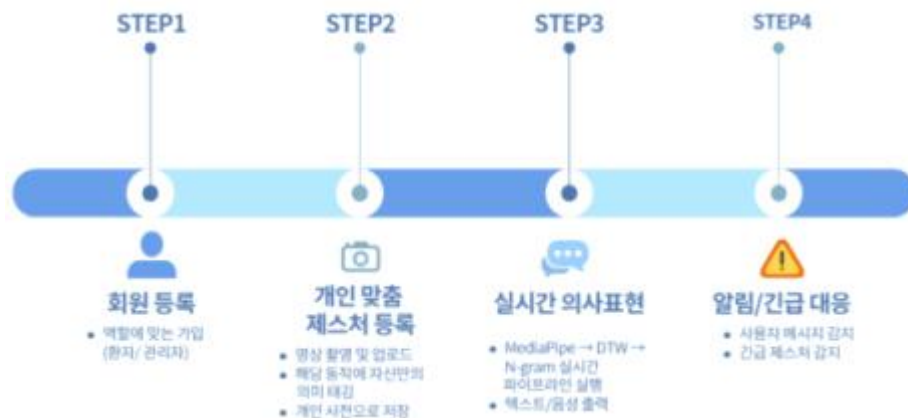 STEP1
STEP2
STEP3
STEP4
회원 등록
• 역할에 맞는 가입
(환자/ 관리자)
개인 맞춤
제스처 등록
• 영상 촬영 및 업로드
• 해당 동작에 자신만의
의미 태깅
• 개인 사전으로 저장
실시간 의사표현
• MediaPipe → DTW →
N-gram 실시간
파이프라인 실행
• 텍스트/음성 출력
알림/긴급 대응
• 사용자 메시지 감지
• 긴급 제스처 감지